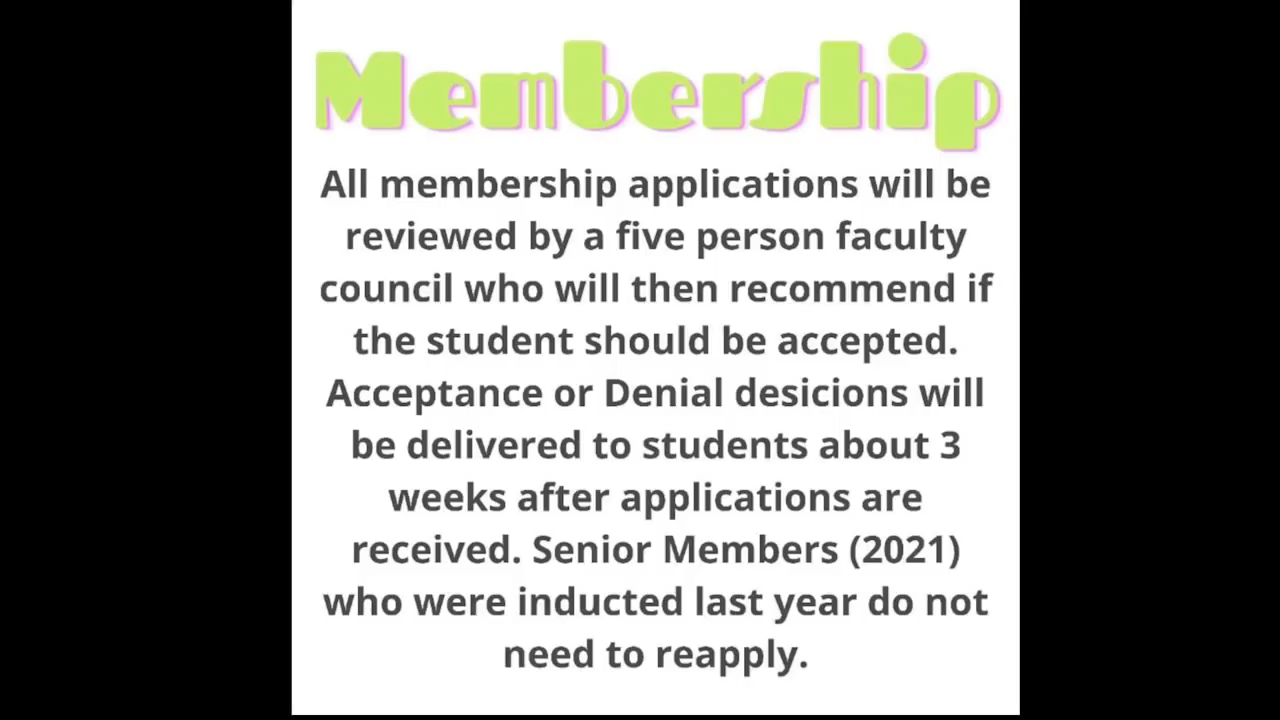 Membership
All membership applications will be
reviewed by a five person faculty
council who will then recommend if
the student should be accepted.
Acceptance or Denial desicions will
be delivered to students about 3
weeks after applications are
received. Senior Members (2021)
who were inducted last year do not
need to reapply.